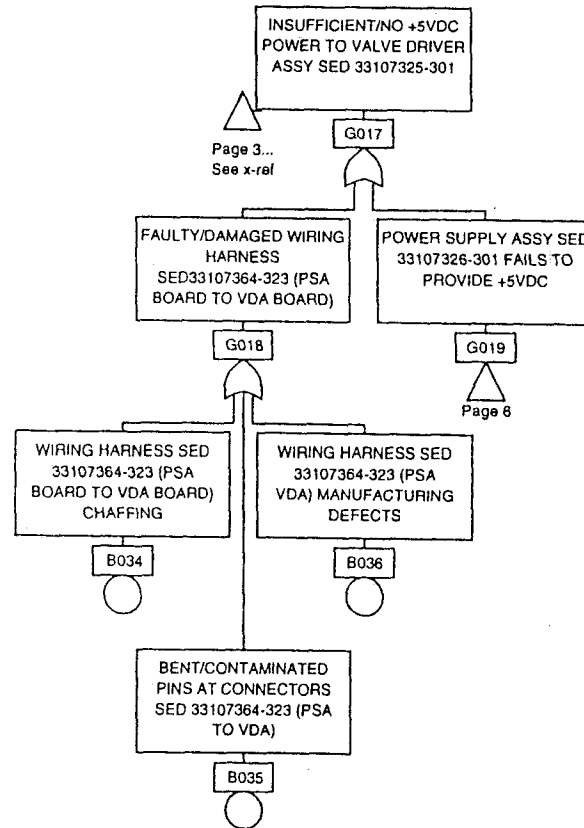 INSUFFICIENT/NO +5VDC
POWER TO VALVE DRIVER
ASSY SED 33107325-301
G017
Page 3...
See x-ref
FAULTY/DAMAGED WIRING
HARNESS
SED33107364-323 (PSA
BOARD TO VDA BOARD)
G018
POWER SUPPLY ASSY SED
33107326-301 FAILS TO
PROVIDE +5VDC
G019
Page 6
WIRING HARNESS SED
33107364-323 (PSA
BOARD TO VDA BOARD)
CHAFFING
B034
WIRING HARNESS SED
33107364-323 (PSA
VDA) MANUFACTURING
DEFECTS
B036
BENT/CONTAMINATED
PINS AT CONNECTORS
SED 33107364-323 (PSA
TO VDA)
B035